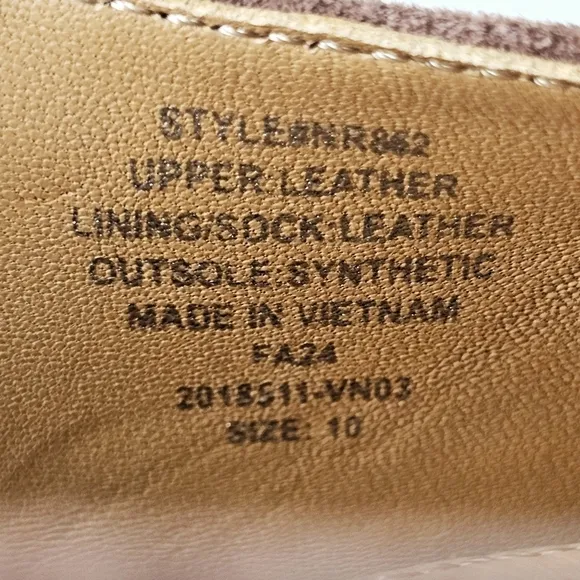 STYLE#NR862
UPPER:LEATHER
LINING/SOCK:LEATHER
OUTSOLE:SYNTHETIC
MADE IN VIETNAM
FA24
2018511-VN03
SIZE: 10